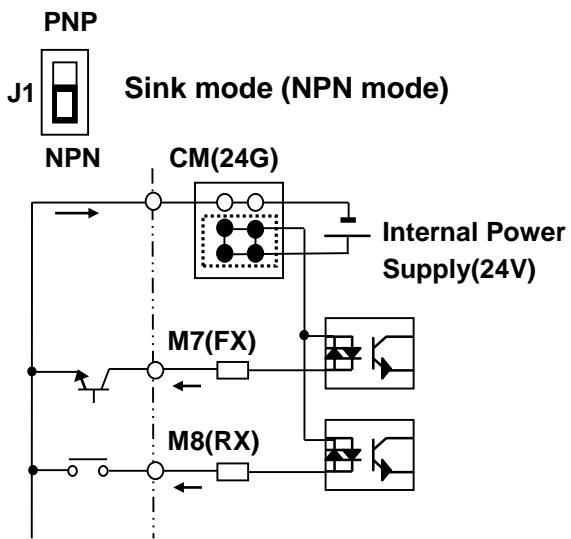 PNP
J1
Sink mode (NPN mode)
NPN
CM(24G)
Internal Power
Supply(24V)
M7(FX)
M8(RX)